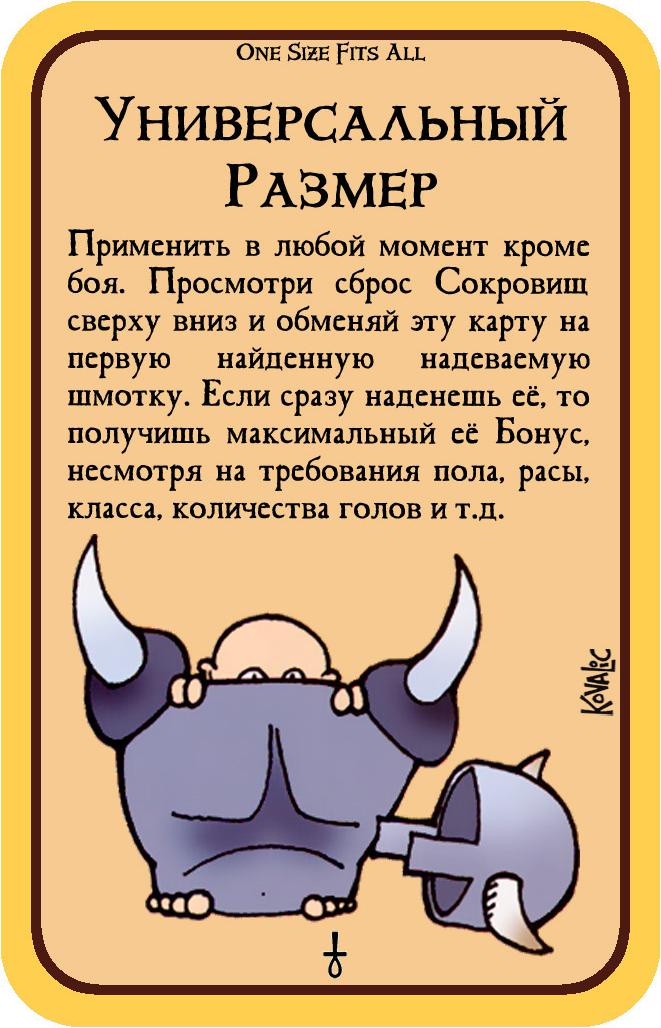 One Size Fits All
Универсальный
Размер
Применить в любой момент кроме
боя. Просмотри сброс Сокровищ
сверху вниз и обменяй эту карту на
первую найденную надеваемую
шмотку. Если сразу наденешь её, то
получишь максимальный её Бонус,
несмотря на требования пола, расы,
класса, количества голов и т.д.
Kovalic